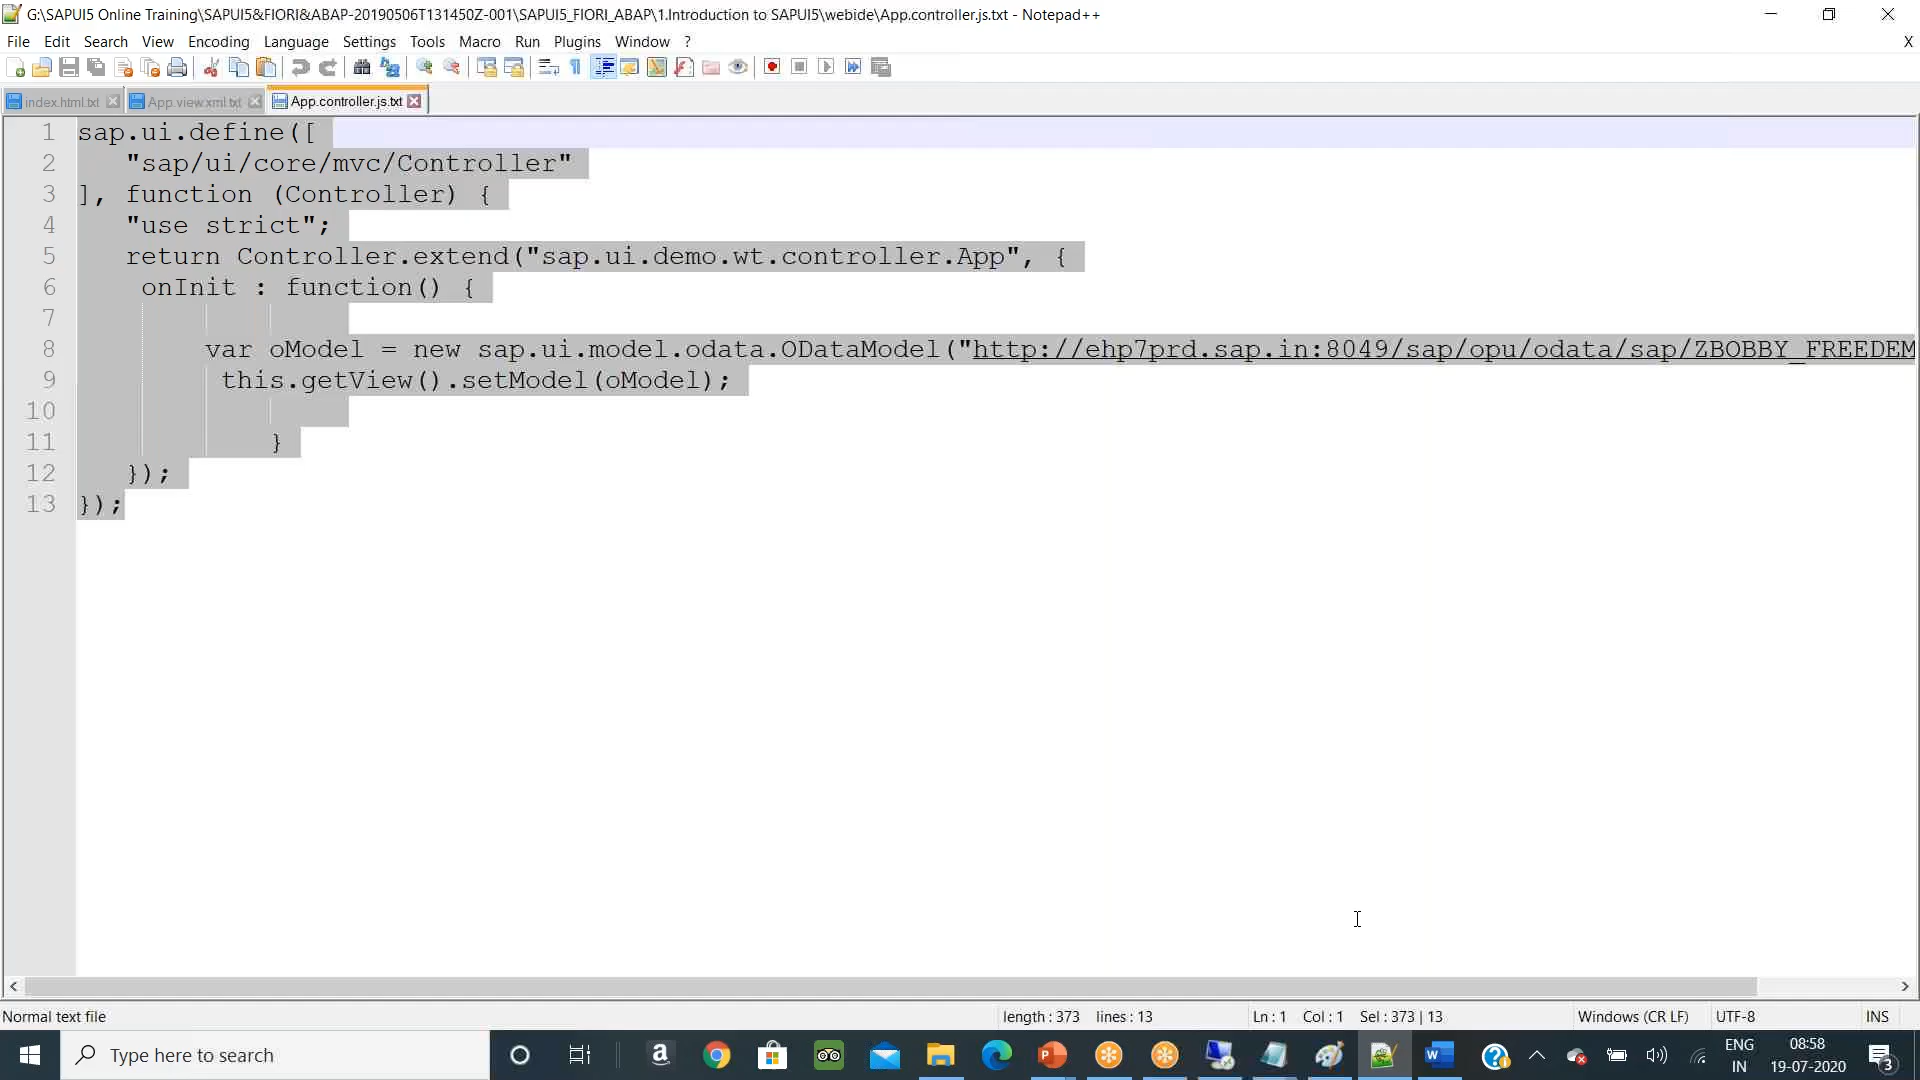 G:\SAPUI5 Online Training\SAPUI5&FIORI&ABAP-20190506T131450Z-001\SAPUI5_FIORI_ABAP\1.Introduction to SAPUI5\webide\App.controller.js.txt - Notepad++
File Edit Search View Encoding Language Settings Tools Macro Run Plugins Window ? X
index.html.txt App.view.xml.txt App.controller.js.txt
1 sap.ui.define([
2 "sap/ui/core/mvc/Controller"
3 ], function (Controller) {
4 "use strict";
5 return Controller.extend("sap.ui.demo.wt.controller.App", {
6 onInit : function() {
7
8 var oModel = new sap.ui.model.odata.ODataModel("http://ehp7prd.sap.in:8049/sap/opu/odata/sap/ZBOBBY_FREEDEM
9 this.getView().setModel(oModel);
10
11 }
12 });
13 });
Normal text file length : 373 lines : 13 Ln : 1 Col : 1 Sel : 373 | 13 Windows (CR LF) UTF-8 INS
Type here to search
ENG 08:58
IN 19-07-2020 3